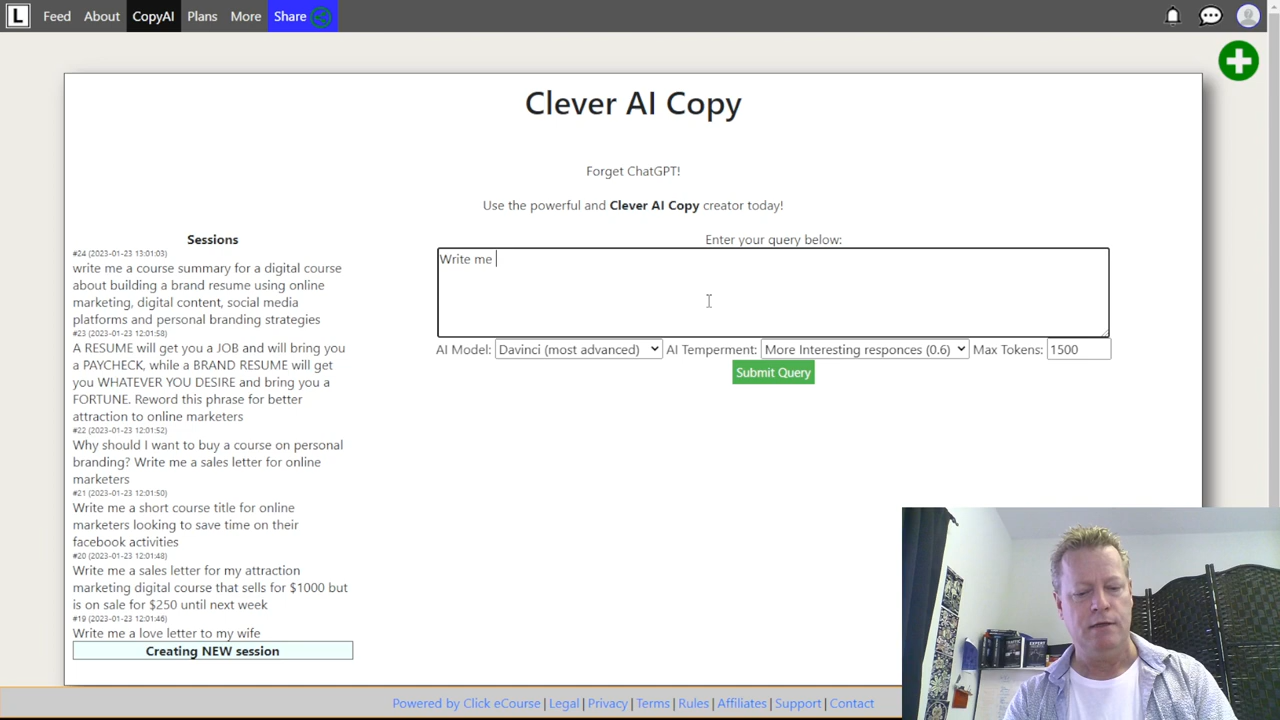 L Feed About CopyAI Plans More Share
Clever AI Copy
Forget ChatGPT!
Use the powerful and Clever AI Copy creator today!
Sessions
#24 (2023-01-23 13:01:03)
write me a course summary for a digital course
about building a brand resume using online
marketing, digital content, social media
platforms and personal branding strategies
#23 (2023-01-23 12:01:58)
A RESUME will get you a JOB and will bring you
a PAYCHECK, while a BRAND RESUME will get
you WHATEVER YOU DESIRE and bring you a
FORTUNE. Reword this phrase for better
attraction to online marketers
#22 (2023-01-23 12:01:52)
Why should I want to buy a course on personal
branding? Write me a sales letter for online
marketers
#21 (2023-01-23 12:01:50)
Write me a short course title for online
marketers looking to save time on their
facebook activities
#20 (2023-01-23 12:01:48)
Write me a sales letter for my attraction
marketing digital course that sells for $1000 but
is on sale for $250 until next week
#19 (2023-01-23 12:01:46)
Write me a love letter to my wife
Creating NEW session
Enter your query below:
Write me
AI Model: Davinci (most advanced) AI Temperment: More Interesting responces (0.6) Max Tokens: 1500
Submit Query
Powered by Click eCourse | Legal | Privacy | Terms | Rules | Affiliates | Support | Contact